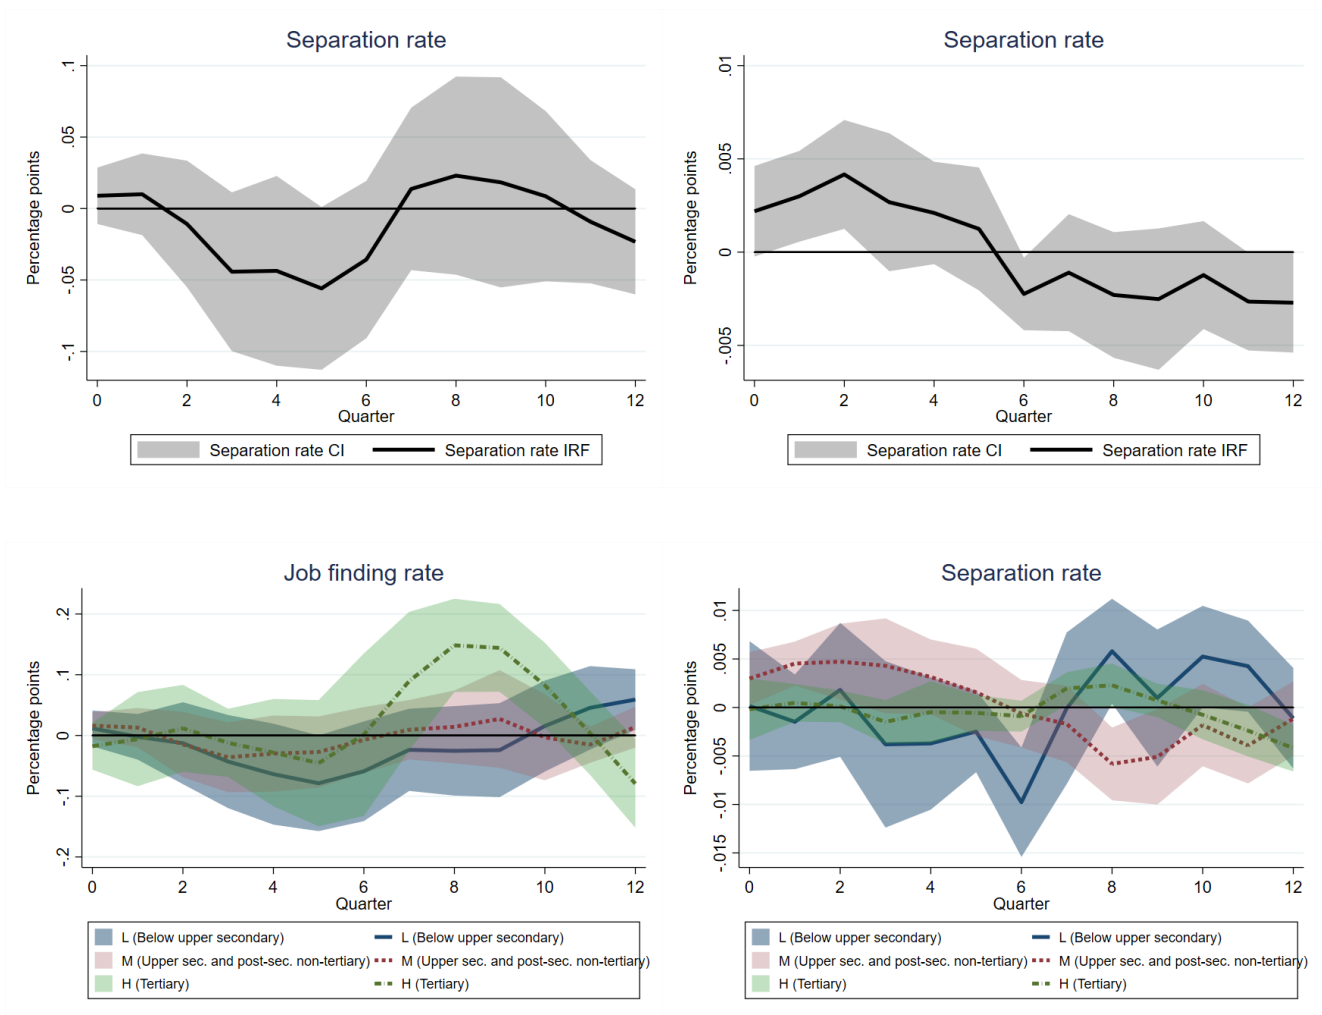 Separation rate
Percentage points
.1
.05
0
-.05
-.1
0 2 4 6 8 10 12
Quarter
Separation rate CI Separation rate IRF
Separation rate
Percentage points
.01
.005
0
-.005
0 2 4 6 8 10 12
Quarter
Separation rate CI Separation rate IRF
Job finding rate
Percentage points
.2
.1
0
-.1
-.2
0 2 4 6 8 10 12
Quarter
L (Below upper secondary) L (Below upper secondary)
M (Upper sec. and post-sec. non-tertiary) M (Upper sec. and post-sec. non-tertiary)
H (Tertiary) H (Tertiary)
Separation rate
Percentage points
.01
.005
0
-.005
-.01
-.015
0 2 4 6 8 10 12
Quarter
L (Below upper secondary) L (Below upper secondary)
M (Upper sec. and post-sec. non-tertiary) M (Upper sec. and post-sec. non-tertiary)
H (Tertiary) H (Tertiary)